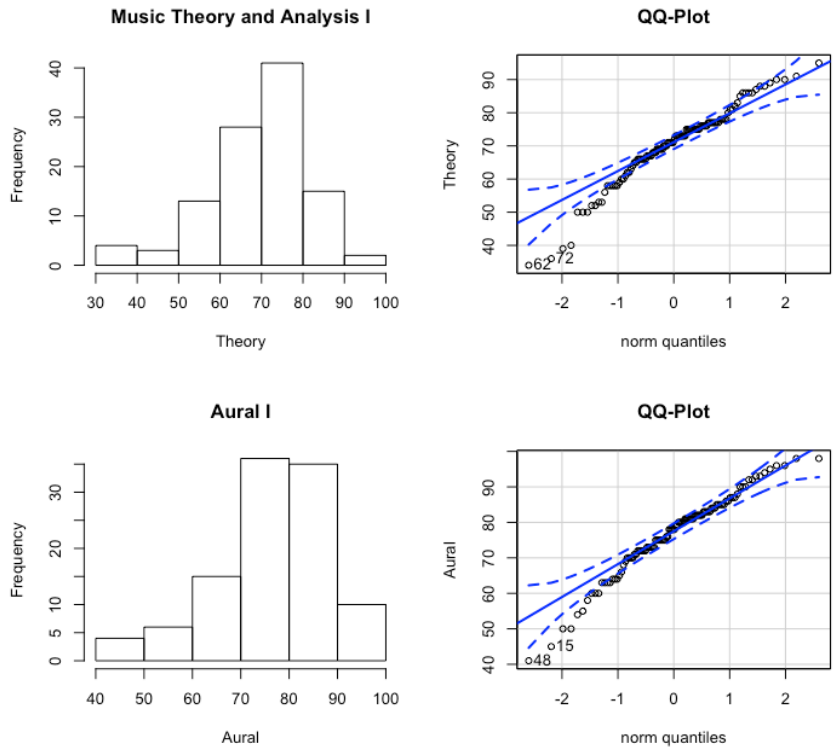 Music Theory and Analysis I
Frequency
0 10 20 30 40
30 40 50 60 70 80 90 100
Theory
QQ-Plot
Theory
40 50 60 70 80 90
62
72
-2 -1 0 1 2
norm quantiles
Aural I
Frequency
0 5 10 30
40 50 60 70 80 90 100
Aural
QQ-Plot
Aural
40 50 60 70 80 90
48
15
-2 -1 0 1 2
norm quantiles